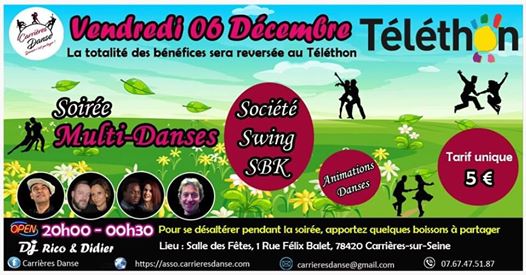 Carrières
Danse
Vendredi 06 Décembre
La totalité des bénéfices sera reversée au Téléthon
Téléthon
Soirée
Multi-Danses
Société
Swing
SBK
Animations
Danses
Tarif unique
5 €
OPEN
20h00 - 00h30
DJ Rico & Didier
Pour se désaltérer pendant la soirée, apportez quelques boissons à partager
Lieu : Salle des Fêtes, 1 Rue Félix Balet, 78420 Carrières-sur-Seine
Carrières Danse
https://asso.carrieresdanse.com
carrieresdanse@gmail.com
07.67.47.51.87